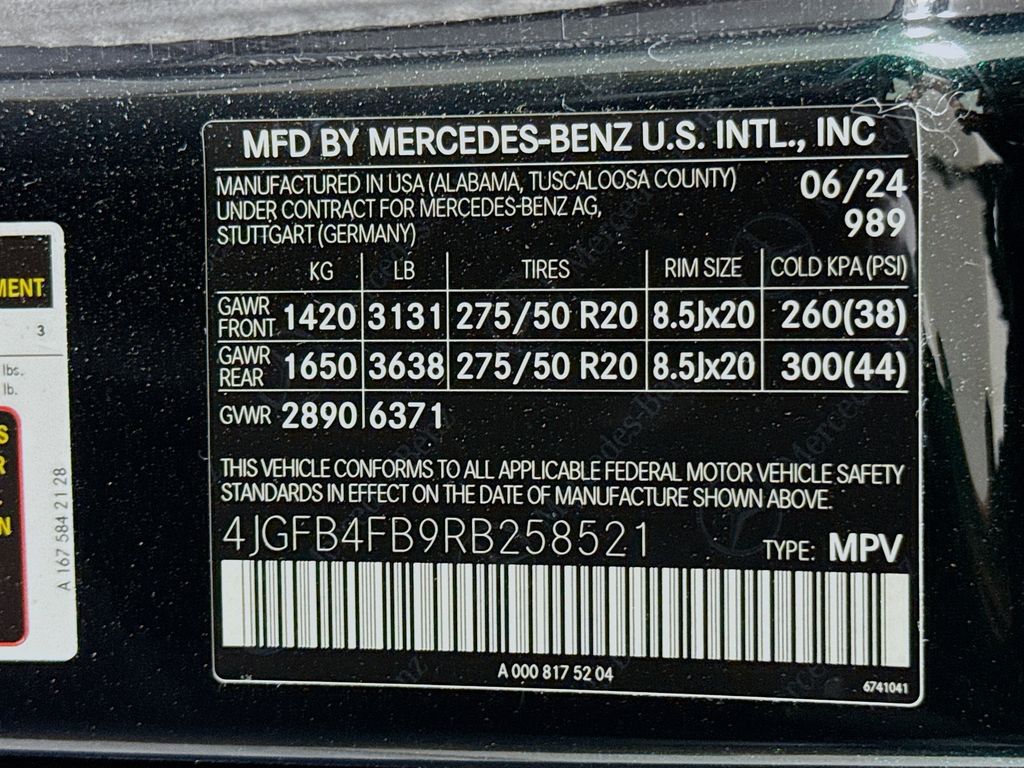 MFD BY MERCEDES-BENZ U.S. INTL., INC
MANUFACTURED IN USA (ALABAMA, TUSCALOOSA COUNTY) 06/24
UNDER CONTRACT FOR MERCEDES-BENZ AG, 989
STUTTGART (GERMANY)
KG LB TIRES RIM SIZE COLD KPA (PSI)
GAWR FRONT 1420 3131 275/50 R20 8.5Jx20 260(38)
GAWR REAR 1650 3638 275/50 R20 8.5Jx20 300(44)
GVWR 2890 6371
THIS VEHICLE CONFORMS TO ALL APPLICABLE FEDERAL MOTOR VEHICLE SAFETY
STANDARDS IN EFFECT ON THE DATE OF MANUFACTURE SHOWN ABOVE.
4JGFB4FB9RB258521
TYPE: MPV
A 000 817 52 04
6741041
3
lbs.
lb.
A 167 584 21 28